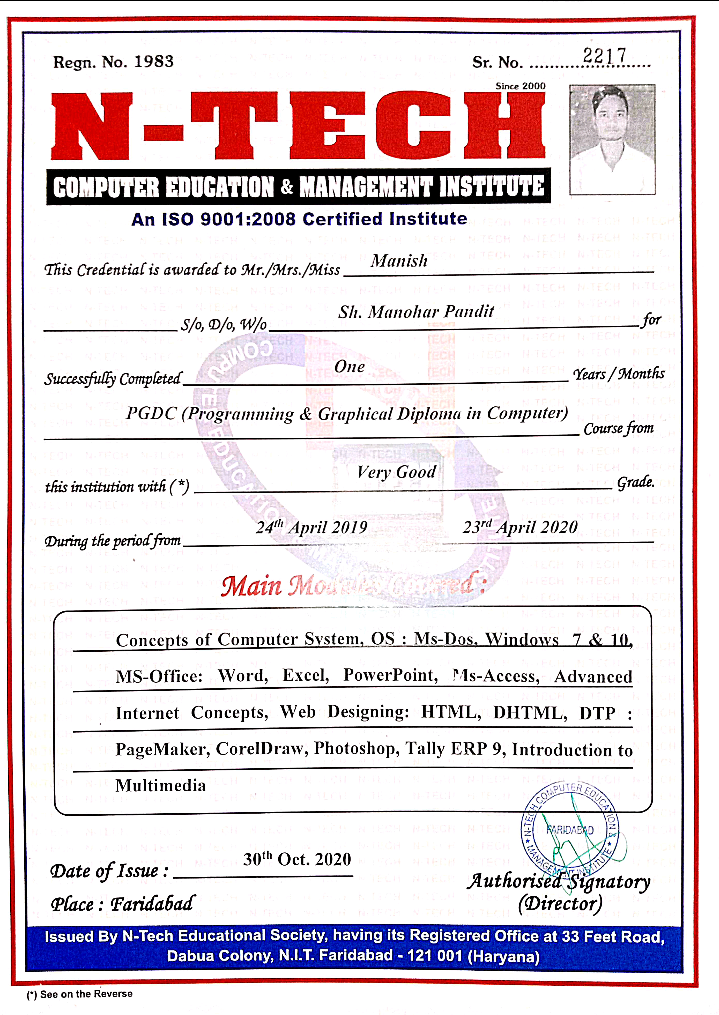 Regn. No. 1983
Sr. No. .............2217.......
Since 2000
N-TECH
COMPUTER EDUCATION & MANAGEMENT INSTITUTE
An ISO 9001:2008 Certified Institute
This Credential is awarded to Mr./Mrs./Miss Manish
S/o, D/o, W/o Sh. Manohar Pandit for
Successfully Completed One Years / Months
PGDC (Programming & Graphical Diploma in Computer) Course from
this institution with (*) Very Good Grade.
During the period from 24th April 2019 23rd April 2020
Main Modules Covered :
Concepts of Computer System, OS : Ms-Dos, Windows 7 & 10,
MS-Office: Word, Excel, PowerPoint, Ms-Access, Advanced
Internet Concepts, Web Designing: HTML, DHTML, DTP :
PageMaker, CorelDraw, Photoshop, Tally ERP 9, Introduction to
Multimedia
N-TECH COMPUTER EDUCATION & MANAGEMENT INSTITUTE
FARIDABAD
Date of Issue : 30th Oct. 2020
Authorised Signatory
Place : Faridabad
(Director)
Issued By N-Tech Educational Society, having its Registered Office at 33 Feet Road,
Dabua Colony, N.I.T. Faridabad - 121 001 (Haryana)
(*) See on the Reverse